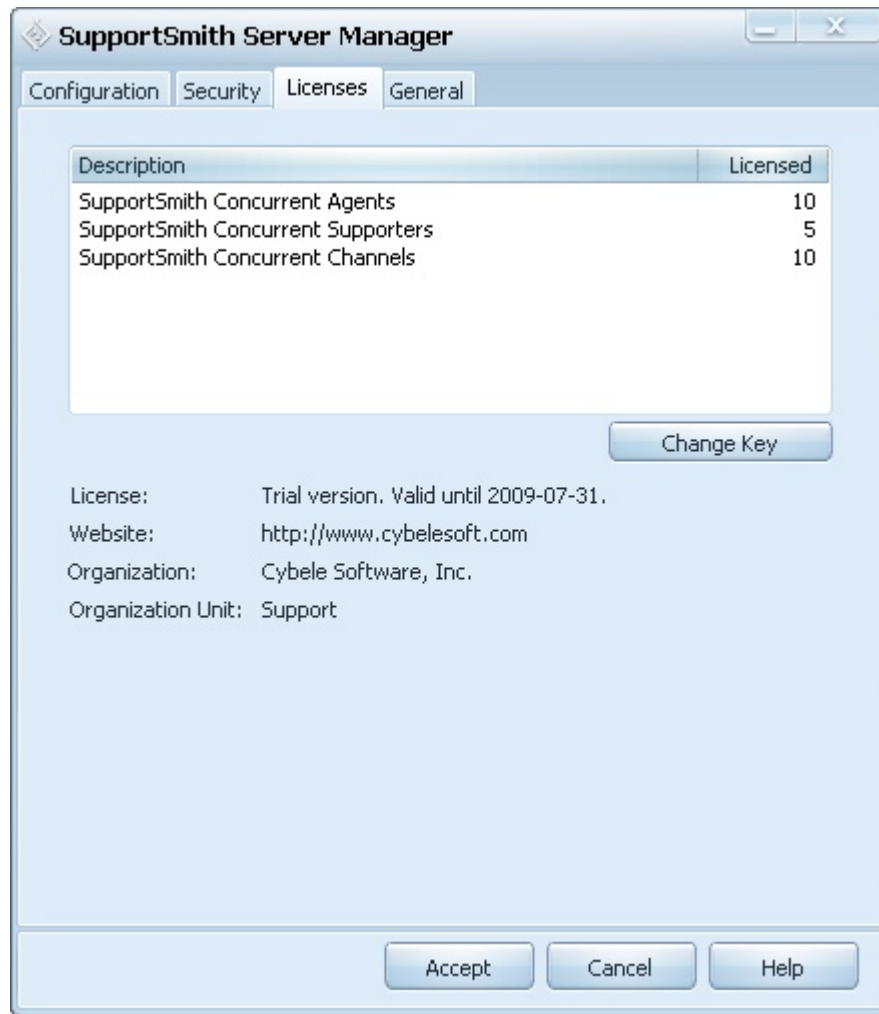 SupportSmith Server Manager
Configuration Security Licenses General
Description Licensed
SupportSmith Concurrent Agents 10
SupportSmith Concurrent Supporters 5
SupportSmith Concurrent Channels 10
Change Key
License: Trial version. Valid until 2009-07-31.
Website: http://www.cybelesoft.com
Organization: Cybele Software, Inc.
Organization Unit: Support
Accept Cancel Help